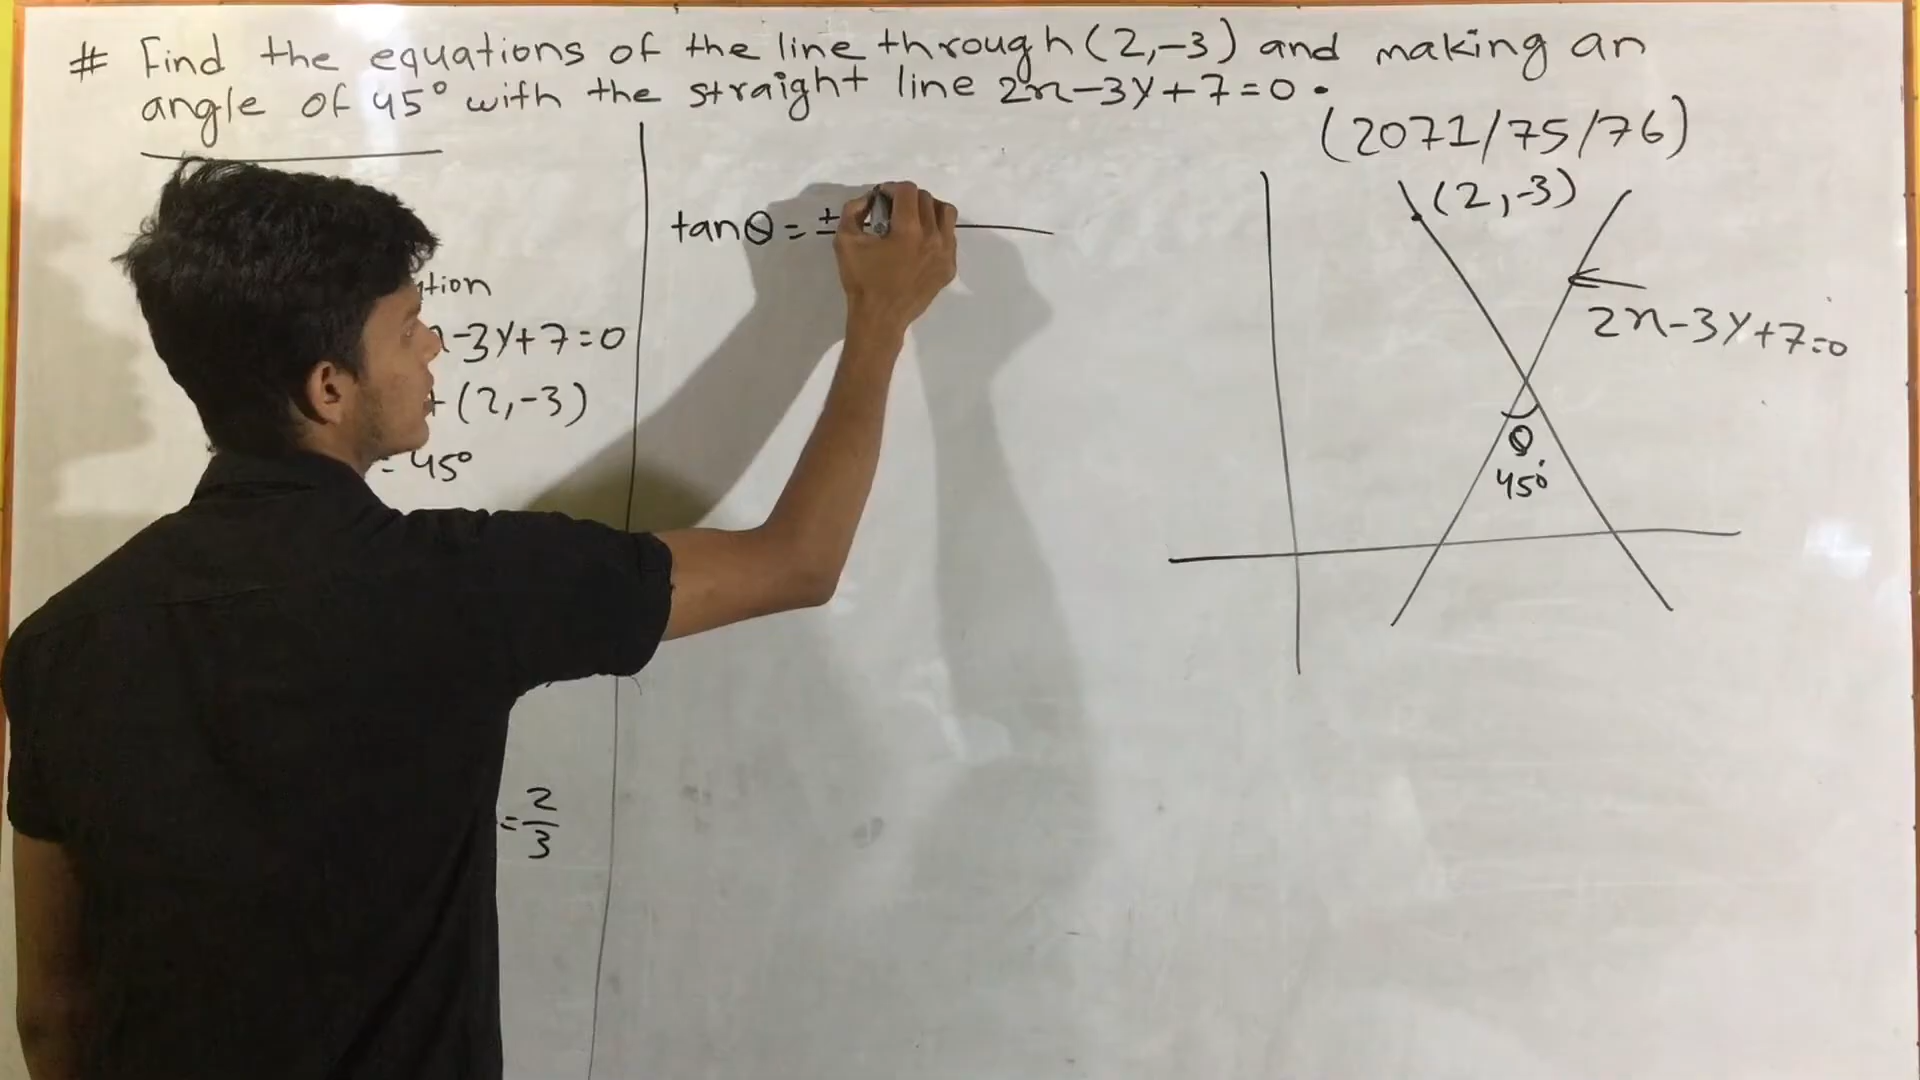 # Find the equations of the line through (2,-3) and making an
angle of 45° with the straight line 2x-3y+7=0.
(2071/75/76)
-3y+7=0
(2,-3)
= 45°
= 2/3
tanθ = ±
(2,-3)
2x-3y+7=0
θ
45°